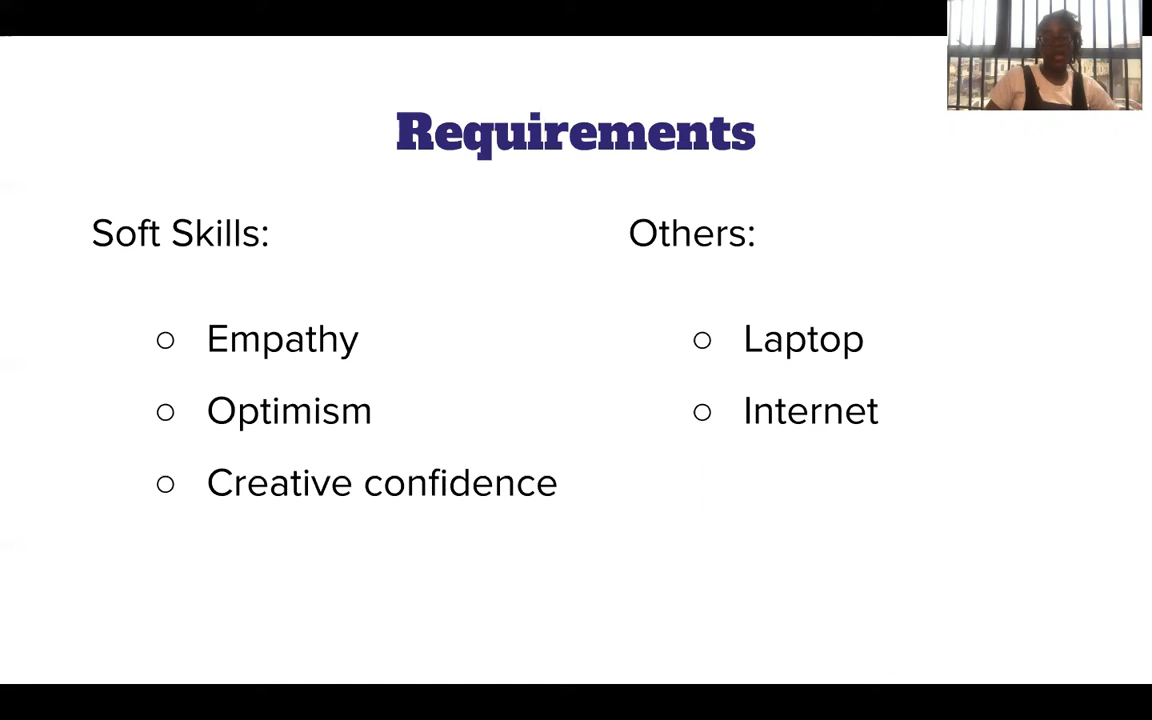 Requirements
Soft Skills:
○ Empathy
○ Optimism
○ Creative confidence
Others:
○ Laptop
○ Internet